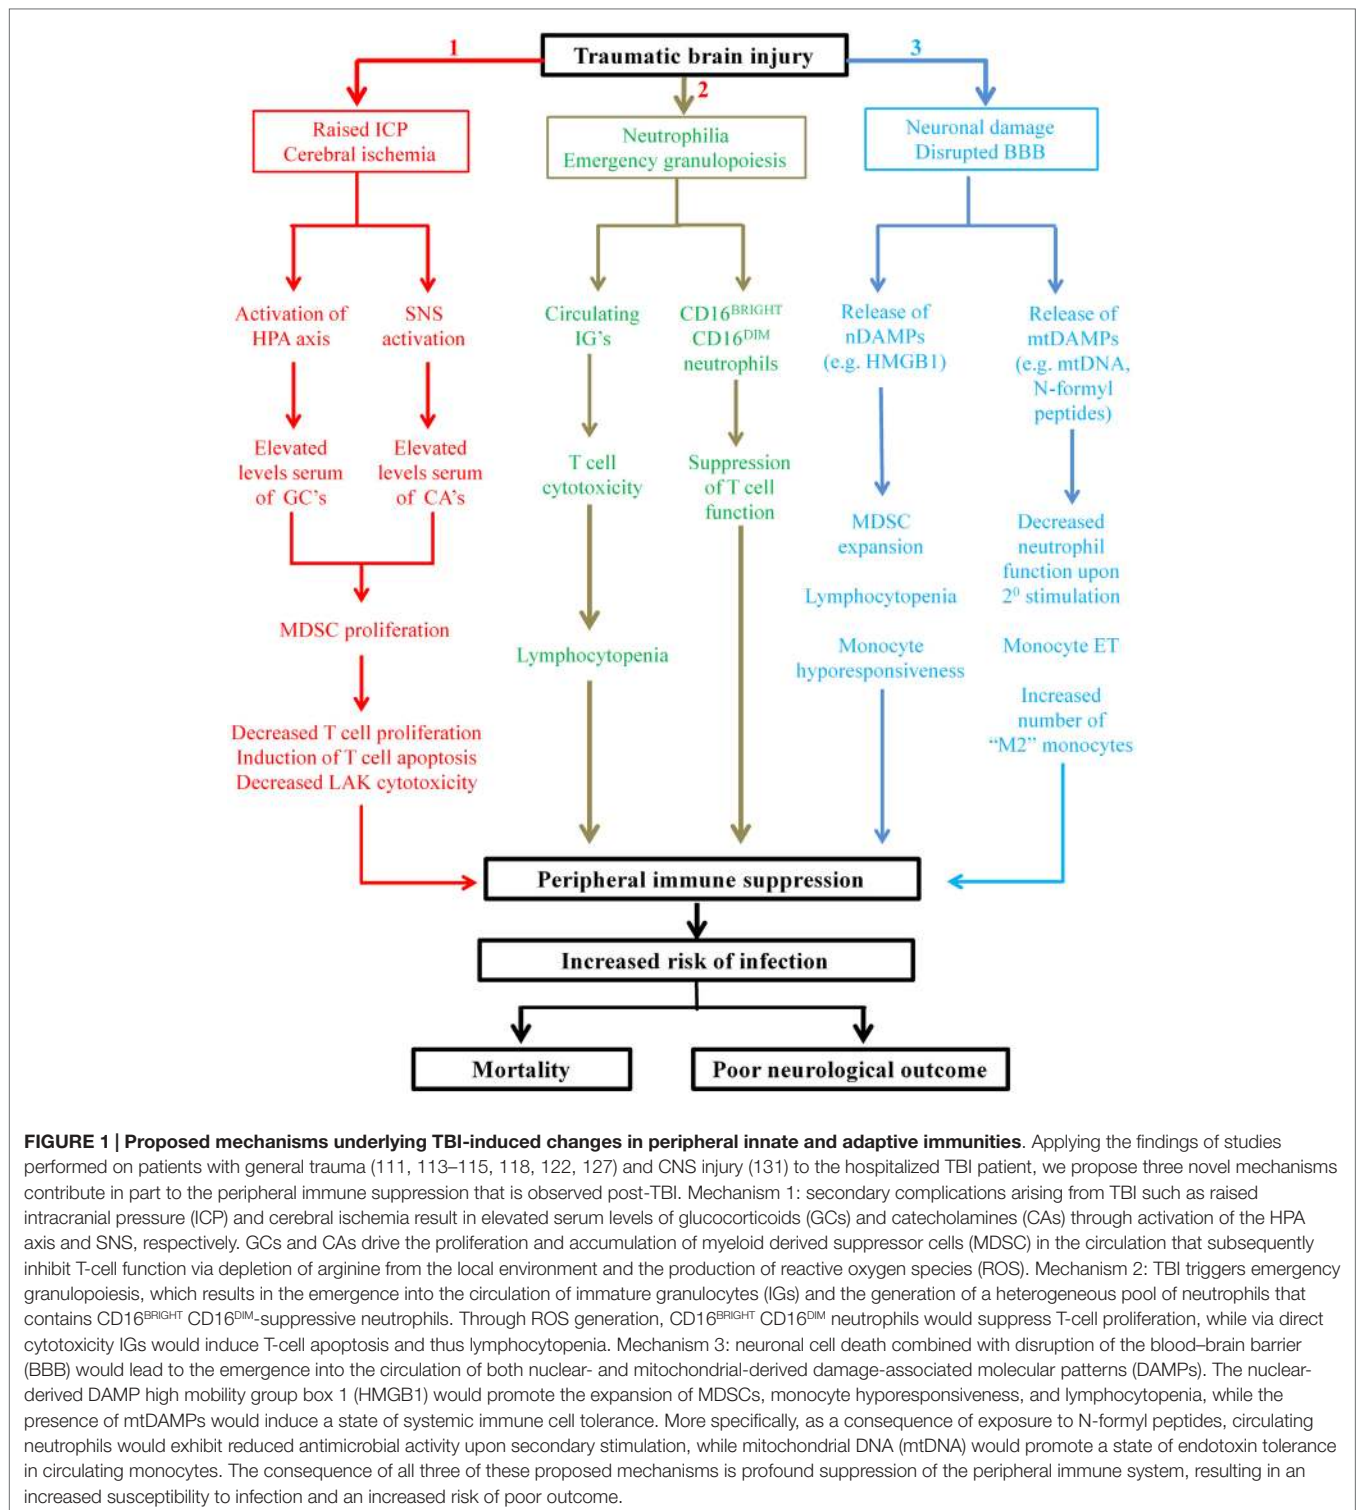 Traumatic brain injury
1
2
3
Raised ICP
Cerebral ischemia
Neutrophilia
Emergency granulopoiesis
Neuronal damage
Disrupted BBB
Activation of
HPA axis
SNS
activation
Circulating
IG's
CD16BRIGHT
CD16DIM
neutrophils
Release of
nDAMPs
(e.g. HMGB1)
Release of
mtDAMPs
(e.g. mtDNA,
N-formyl
peptides)
Elevated
levels serum
of GC's
Elevated
levels serum
of CA's
T cell
cytotoxicity
Suppression
of T cell
function
MDSC
expansion
Lymphocytopenia
Monocyte
hyporesponsiveness
Decreased
neutrophil
function upon
2⁰ stimulation
Monocyte ET
Increased
number of
“M2” monocytes
MDSC proliferation
Lymphocytopenia
Decreased T cell proliferation
Induction of T cell apoptosis
Decreased LAK cytotoxicity
Peripheral immune suppression
Increased risk of infection
Mortality
Poor neurological outcome
FIGURE 1 | Proposed mechanisms underlying TBI-induced changes in peripheral innate and adaptive immunities. Applying the findings of studies
performed on patients with general trauma (111, 113–115, 118, 122, 127) and CNS injury (131) to the hospitalized TBI patient, we propose three novel mechanisms
contribute in part to the peripheral immune suppression that is observed post-TBI. Mechanism 1: secondary complications arising from TBI such as raised
intracranial pressure (ICP) and cerebral ischemia result in elevated serum levels of glucocorticoids (GCs) and catecholamines (CAs) through activation of the HPA
axis and SNS, respectively. GCs and CAs drive the proliferation and accumulation of myeloid derived suppressor cells (MDSC) in the circulation that subsequently
inhibit T-cell function via depletion of arginine from the local environment and the production of reactive oxygen species (ROS). Mechanism 2: TBI triggers emergency
granulopoiesis, which results in the emergence into the circulation of immature granulocytes (IGs) and the generation of a heterogeneous pool of neutrophils that
contains CD16BRIGHT CD16DIM-suppressive neutrophils. Through ROS generation, CD16BRIGHT CD16DIM neutrophils would suppress T-cell proliferation, while via direct
cytotoxicity IGs would induce T-cell apoptosis and thus lymphocytopenia. Mechanism 3: neuronal cell death combined with disruption of the blood–brain barrier
(BBB) would lead to the emergence into the circulation of both nuclear- and mitochondrial-derived damage-associated molecular patterns (DAMPs). The nuclear-
derived DAMP high mobility group box 1 (HMGB1) would promote the expansion of MDSCs, monocyte hyporesponsiveness, and lymphocytopenia, while the
presence of mtDAMPs would induce a state of systemic immune cell tolerance. More specifically, as a consequence of exposure to N-formyl peptides, circulating
neutrophils would exhibit reduced antimicrobial activity upon secondary stimulation, while mitochondrial DNA (mtDNA) would promote a state of endotoxin tolerance
in circulating monocytes. The consequence of all three of these proposed mechanisms is profound suppression of the peripheral immune system, resulting in an
increased susceptibility to infection and an increased risk of poor outcome.